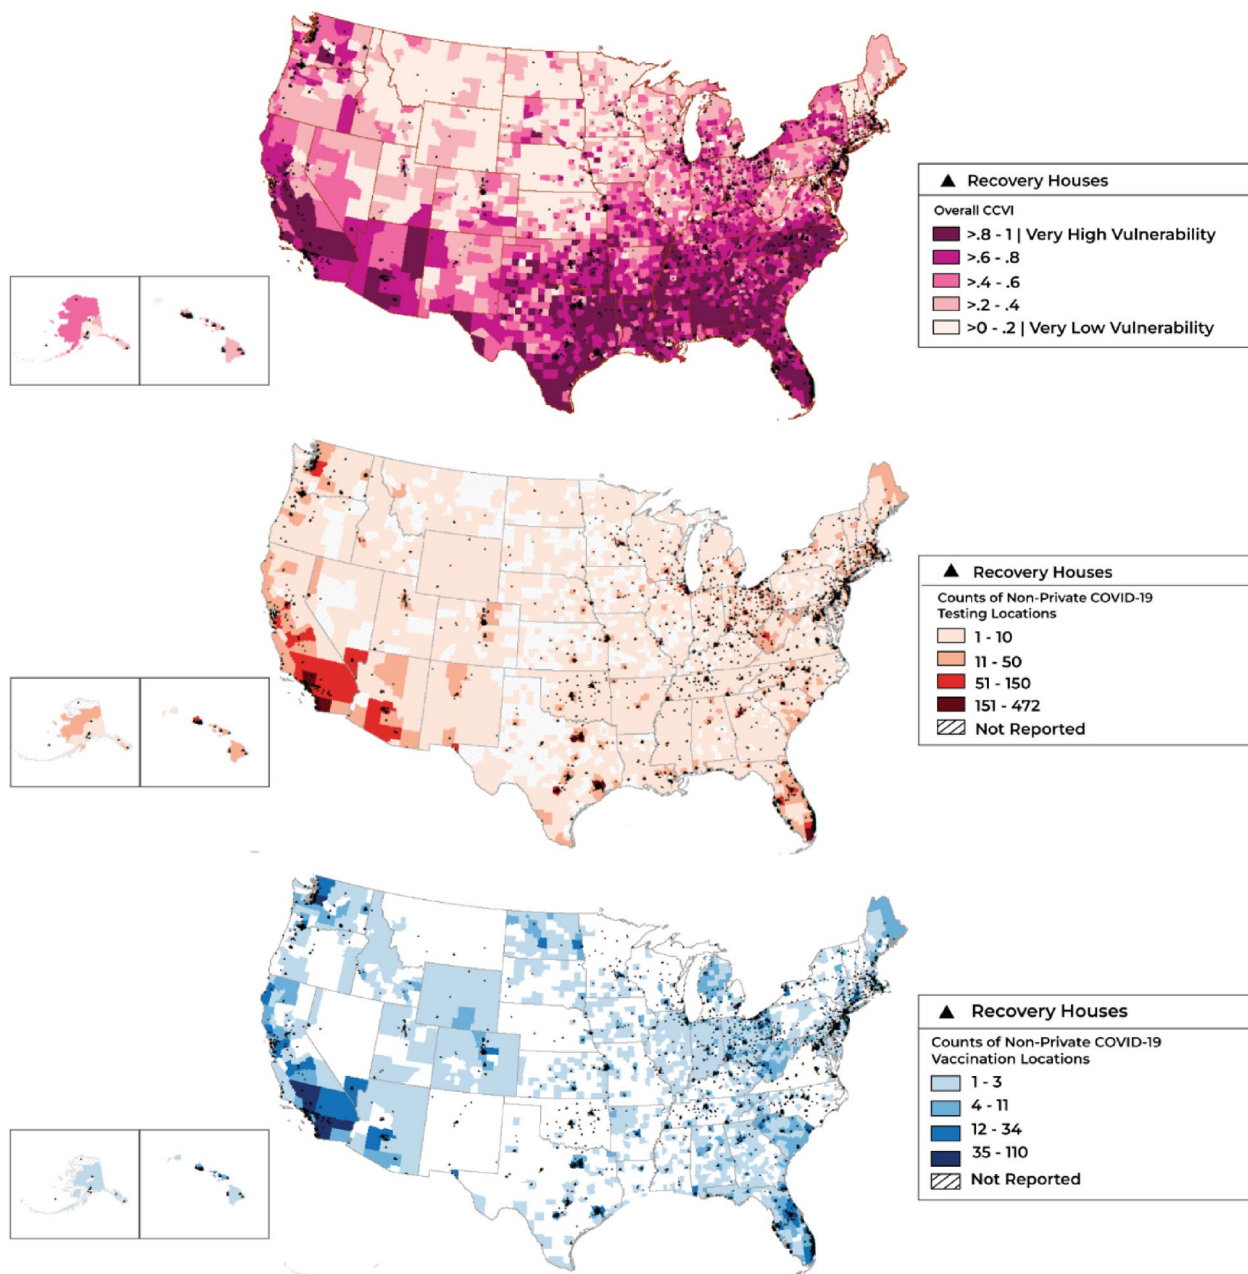 ▲ Recovery Houses
Overall CCVI
>.8 - 1 | Very High Vulnerability
>.6 - .8
>.4 - .6
>.2 - .4
>0 - .2 | Very Low Vulnerability
▲ Recovery Houses
Counts of Non-Private COVID-19
Testing Locations
1 - 10
11 - 50
51 - 150
151 - 472
Not Reported
▲ Recovery Houses
Counts of Non-Private COVID-19
Vaccination Locations
1 - 3
4 - 11
12 - 34
35 - 110
Not Reported